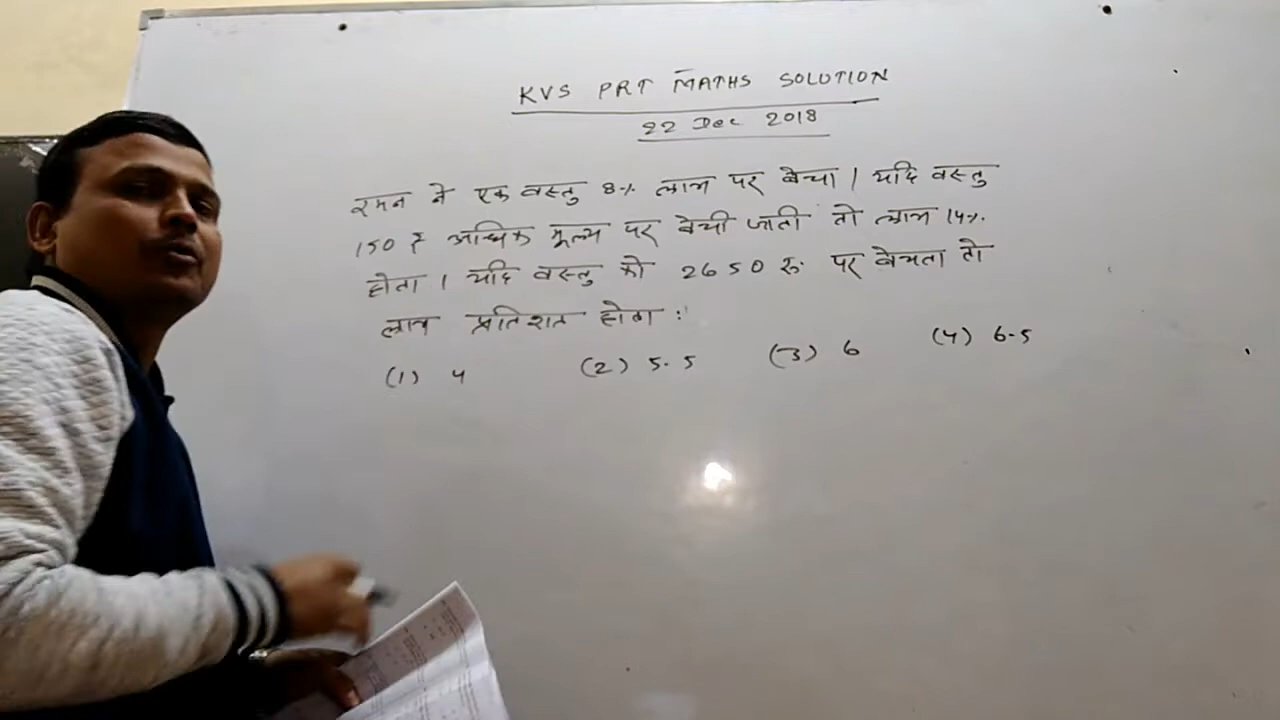 KVS PRT MATHS SOLUTION
22 Dec 2018
रमन ने एक वस्तु 8% लाभ पर बेचा । यदि वस्तु
150 ₹ अधिक मूल्य पर बेची जाती तो लाभ 14%
होता । यदि वस्तु को 2650 रु. पर बेचता तो
लाभ प्रतिशत होगा :
(1) 4 (2) 5.5 (3) 6 (4) 6.5